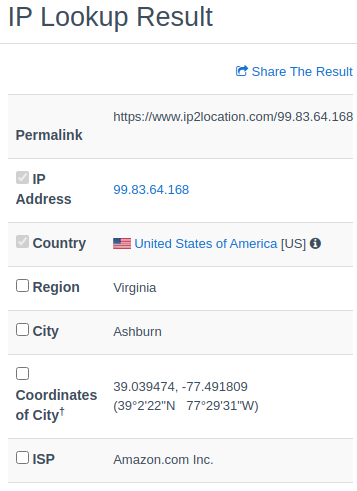 IP Lookup Result
Share The Result
Permalink
https://www.ip2location.com/99.83.64.168
IP Address
99.83.64.168
Country
United States of America [US]
Region
Virginia
City
Ashburn
Coordinates of City†
39.039474, -77.491809
(39°2'22"N 77°29'31"W)
ISP
Amazon.com Inc.